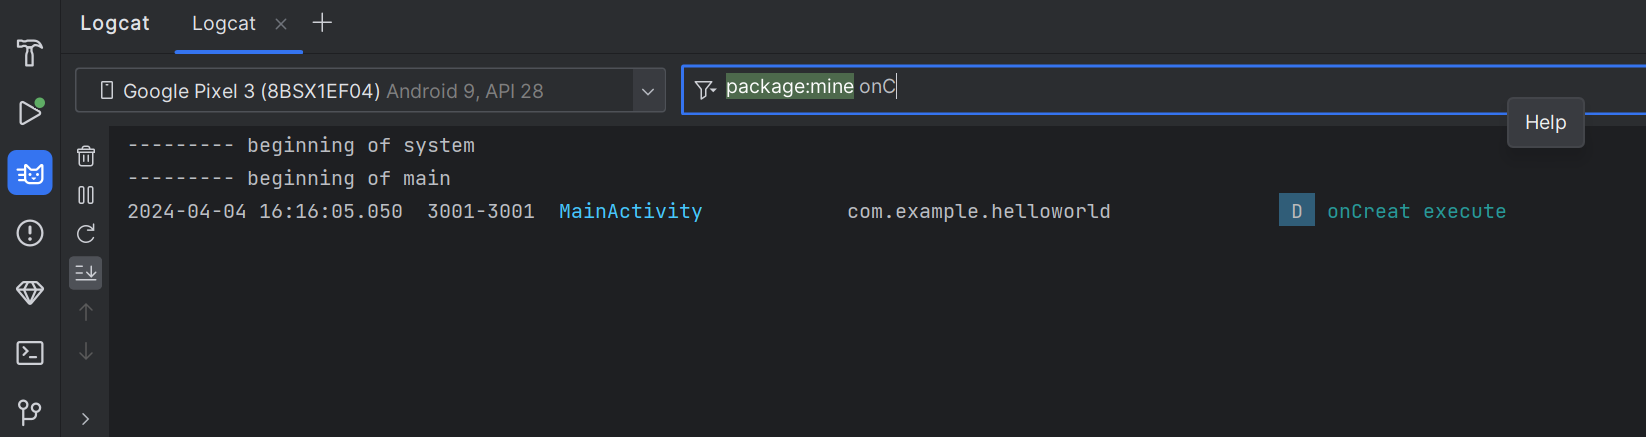 Logcat Logcat
Google Pixel 3 (8BSX1EF04) Android 9, API 28
package:mine onC
Help
--------- beginning of system
--------- beginning of main
2024-04-04 16:16:05.050 3001-3001 MainActivity com.example.helloworld D onCreat execute